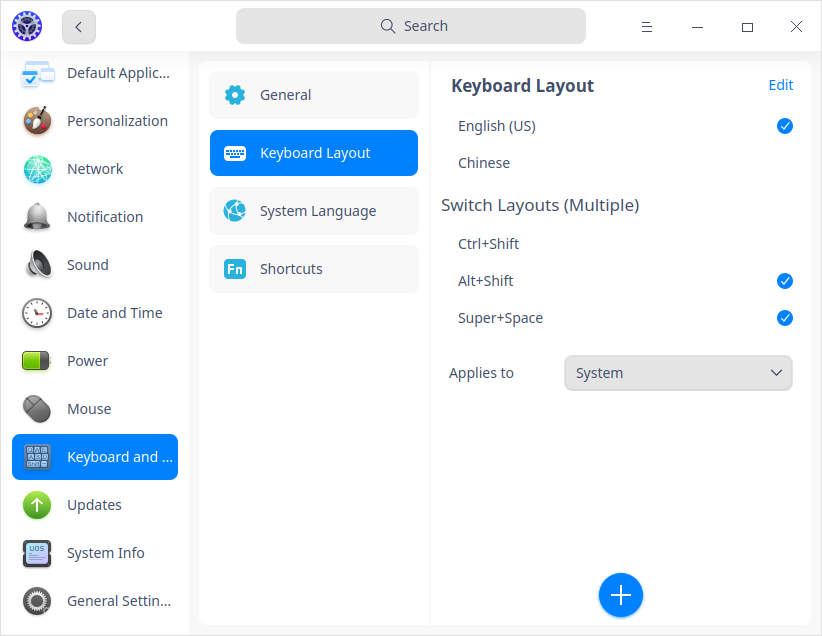 Search
Default Applic...
Personalization
Network
Notification
Sound
Date and Time
Power
Mouse
Keyboard and ...
Updates
UOS
System Info
General Settin...
General
Keyboard Layout
System Language
Fn
Shortcuts
Keyboard Layout
Edit
English (US)
Chinese
Switch Layouts (Multiple)
Ctrl+Shift
Alt+Shift
Super+Space
Applies to
System